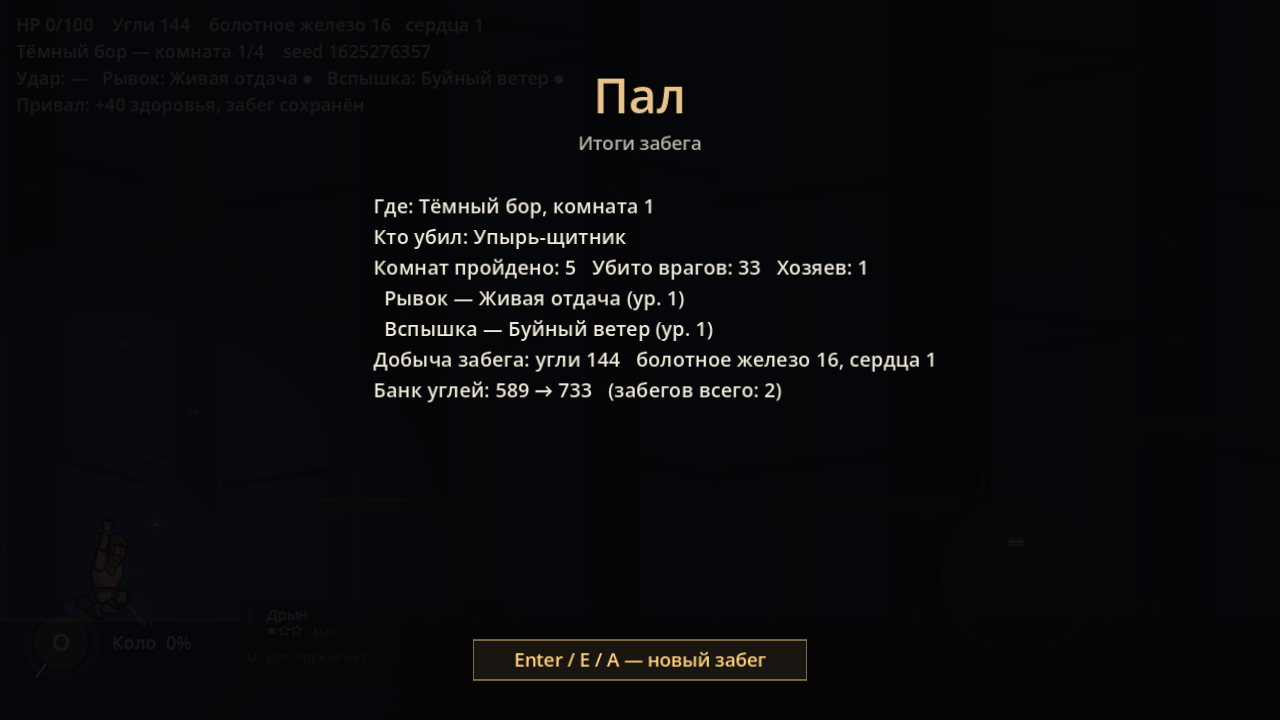 HP 0/100 Угли 144 болотное железо 16 сердца 1
Тёмный бор — комната 1/4 seed 1625276357
Удар: — Рывок: Живая отдача ● Вспышка: Буйный ветер ●
Привал: +40 здоровья, забег сохранён
Пал
Итоги забега
Где: Тёмный бор, комната 1
Кто убил: Упырь-щитник
Комнат пройдено: 5 Убито врагов: 33 Хозяев: 1
Рывок — Живая отдача (ур. 1)
Вспышка — Буйный ветер (ур. 1)
Добыча забега: угли 144 болотное железо 16, сердца 1
Банк углей: 589 → 733 (забегов всего: 2)
J Дрын
★☆☆ Меч
О Коло 0%
U
Enter / E / A — новый забег